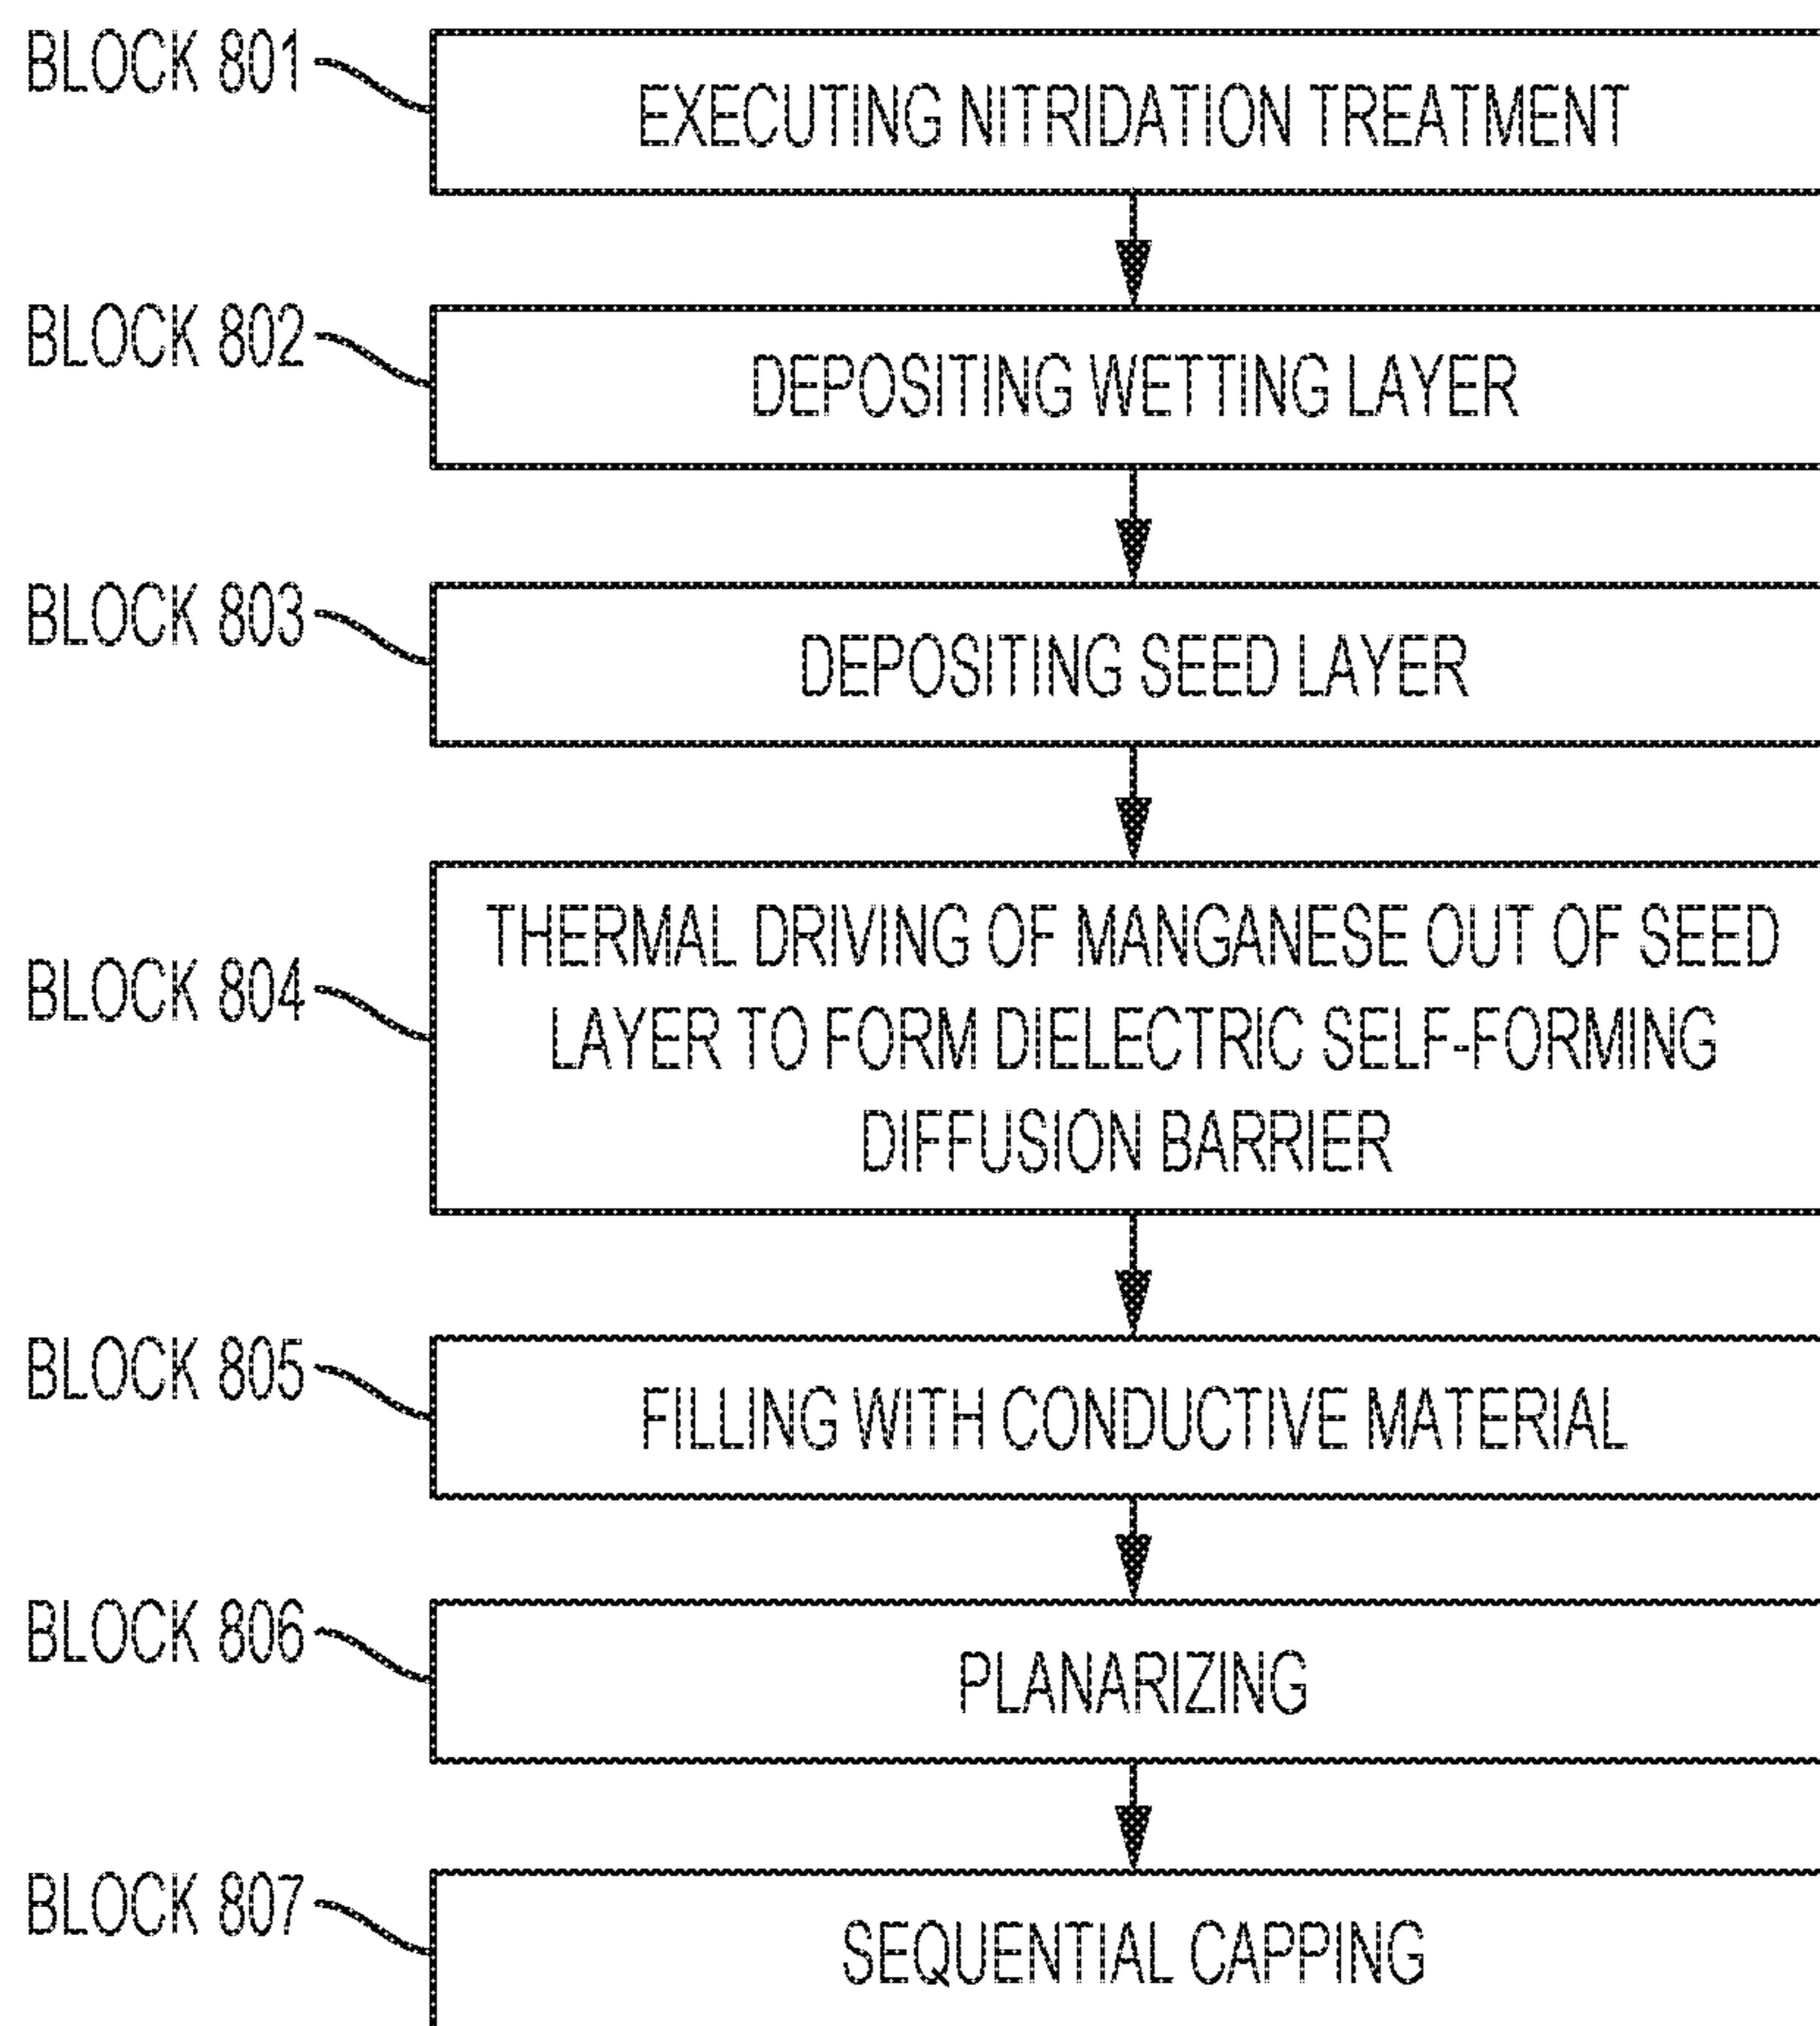 BLOCK 801
EXECUTING NITRIDATION TREATMENT
BLOCK 802
DEPOSITING WETTING LAYER
BLOCK 803
DEPOSITING SEED LAYER
BLOCK 804
THERMAL DRIVING OF MANGANESE OUT OF SEED
LAYER TO FORM DIELECTRIC SELF-FORMING
DIFFUSION BARRIER
BLOCK 805
FILLING WITH CONDUCTIVE MATERIAL
BLOCK 806
PLANARIZING
BLOCK 807
SEQUENTIAL CAPPING